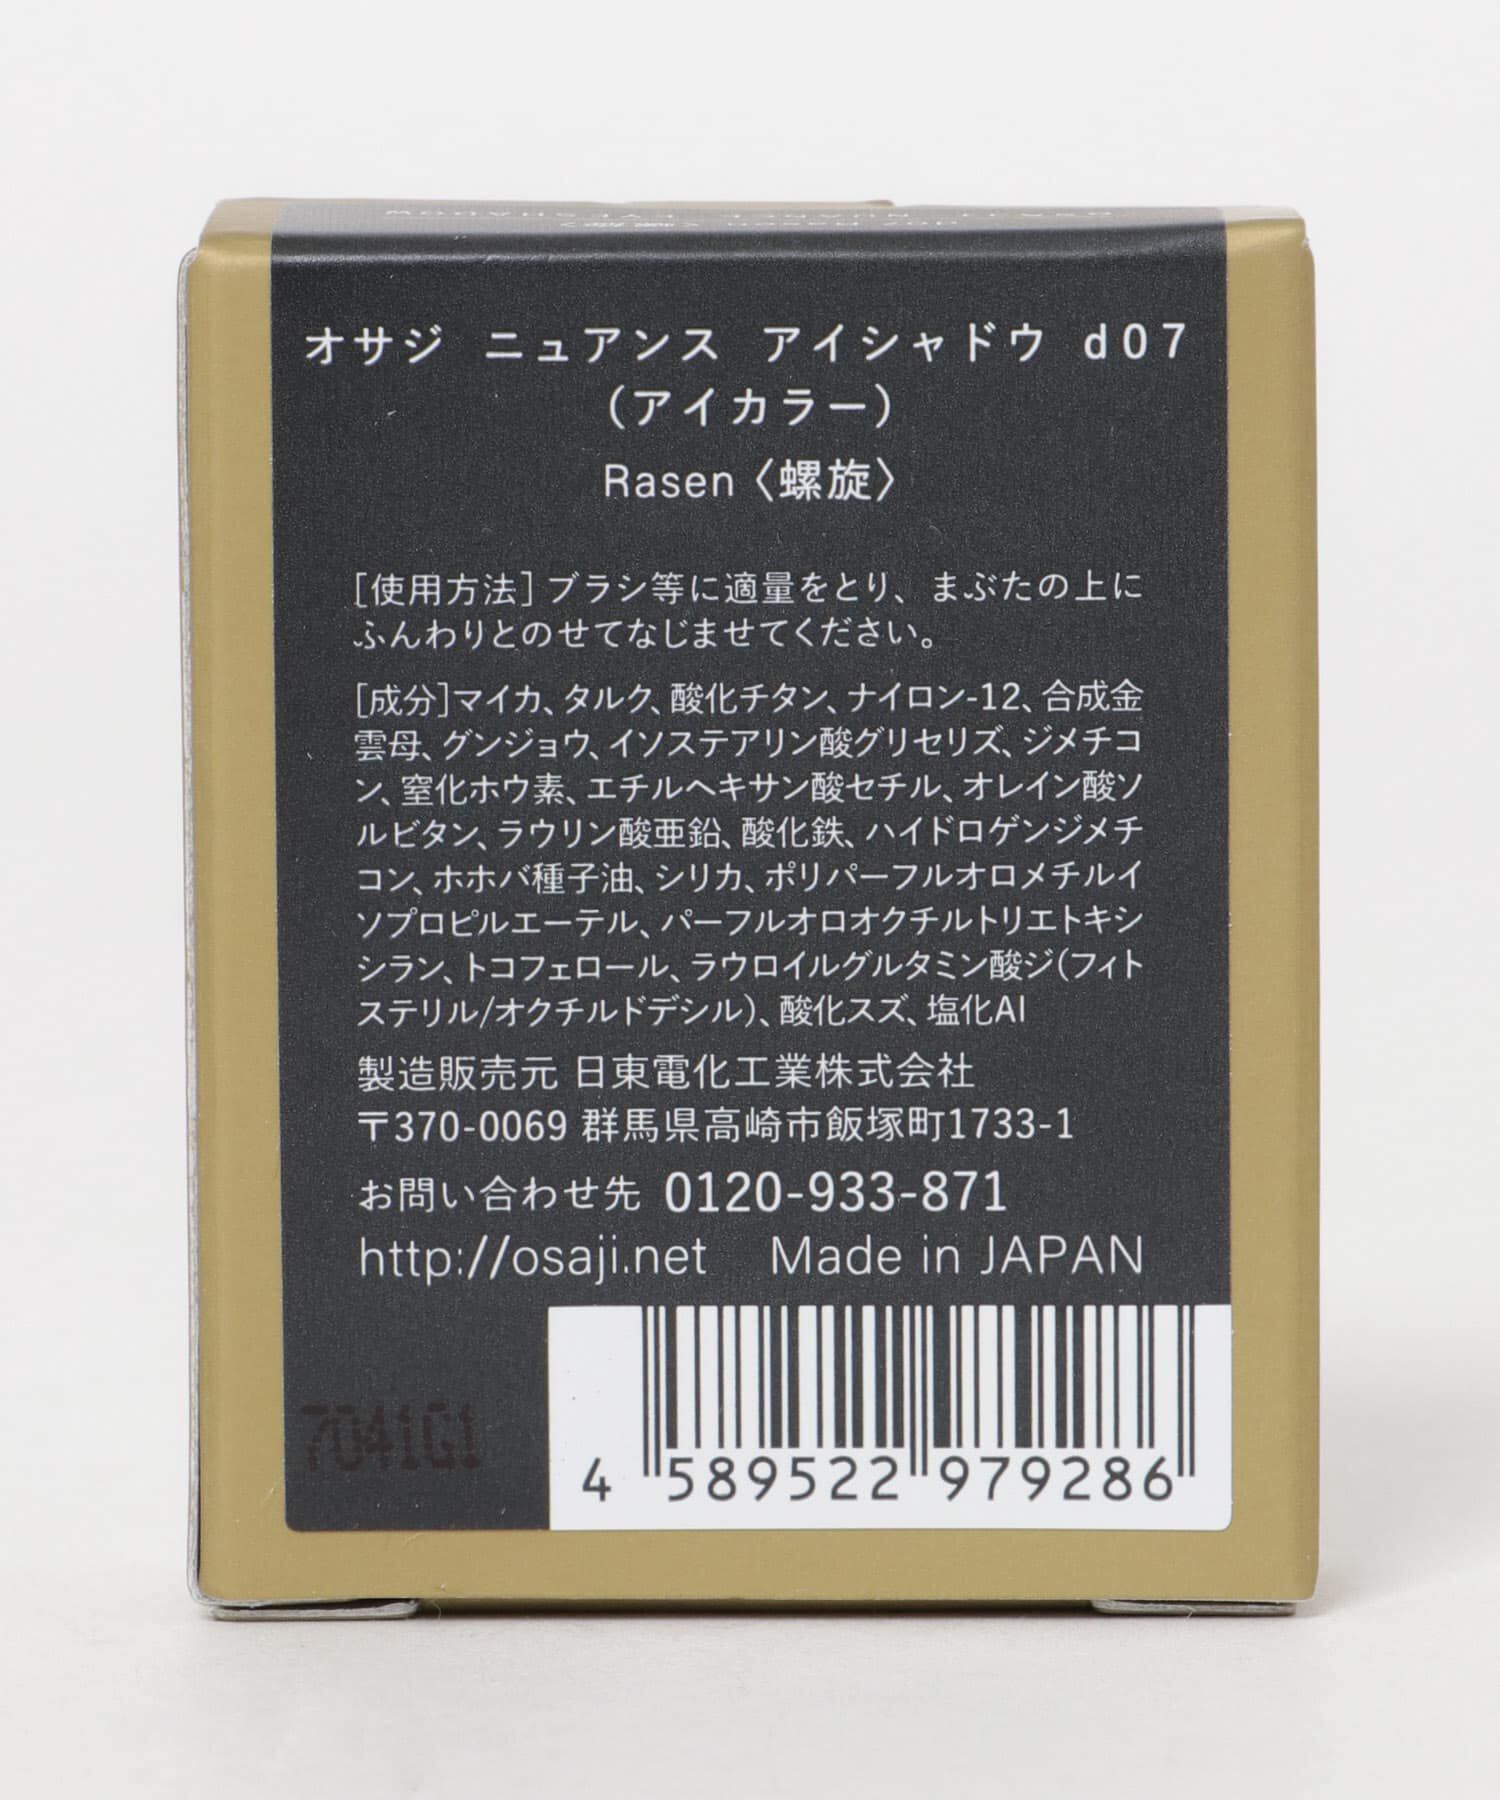 OSAJI NUANCE EYESHADOW
d07 Rasen〈螺旋〉
オサジ ニュアンス アイシャドウ d07
（アイカラー）
Rasen〈螺旋〉
［使用方法］ブラシ等に適量をとり、まぶたの上に
ふんわりとのせてなじませてください。
［成分］マイカ、タルク、酸化チタン、ナイロン-12、合成金
雲母、グンジョウ、イソステアリン酸グリセリズ、ジメチコ
ン、窒化ホウ素、エチルヘキサン酸セチル、オレイン酸ソ
ルビタン、ラウリン酸亜鉛、酸化鉄、ハイドロゲンジメチ
コン、ホホバ種子油、シリカ、ポリパーフルオロメチルイ
ソプロピルエーテル、パーフルオロオクチルトリエトキシ
シラン、トコフェロール、ラウロイルグルタミン酸ジ(フィト
ステリル/オクチルドデシル)、酸化スズ、塩化Al
製造販売元 日東電化工業株式会社
〒370-0069 群馬県高崎市飯塚町1733-1
お問い合わせ先 0120-933-871
http://osaji.net Made in JAPAN
7041G1
4 589522 979286